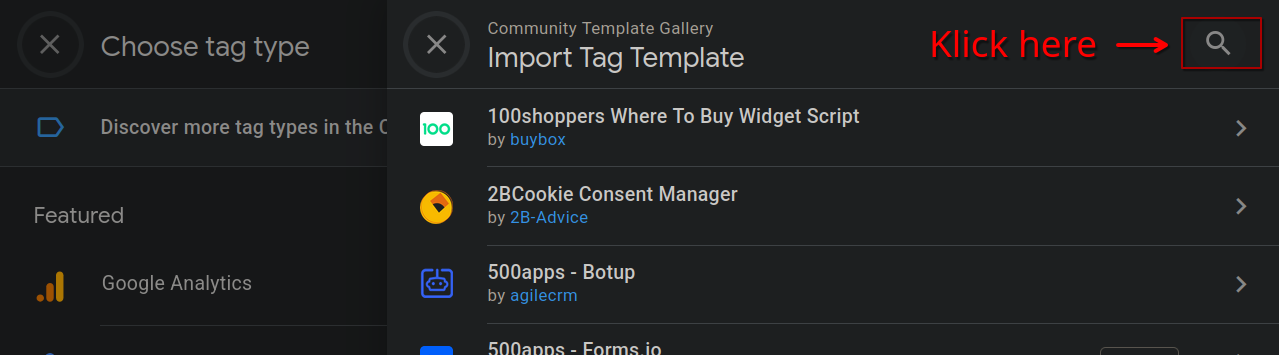 Choose tag type
Discover more tag types in the C
Featured
Google Analytics
Community Template Gallery
Import Tag Template
Klick here
100
100shoppers Where To Buy Widget Script
by buybox
2BCookie Consent Manager
by 2B-Advice
500apps - Botup
by agilecrm
500apps - Forms.io